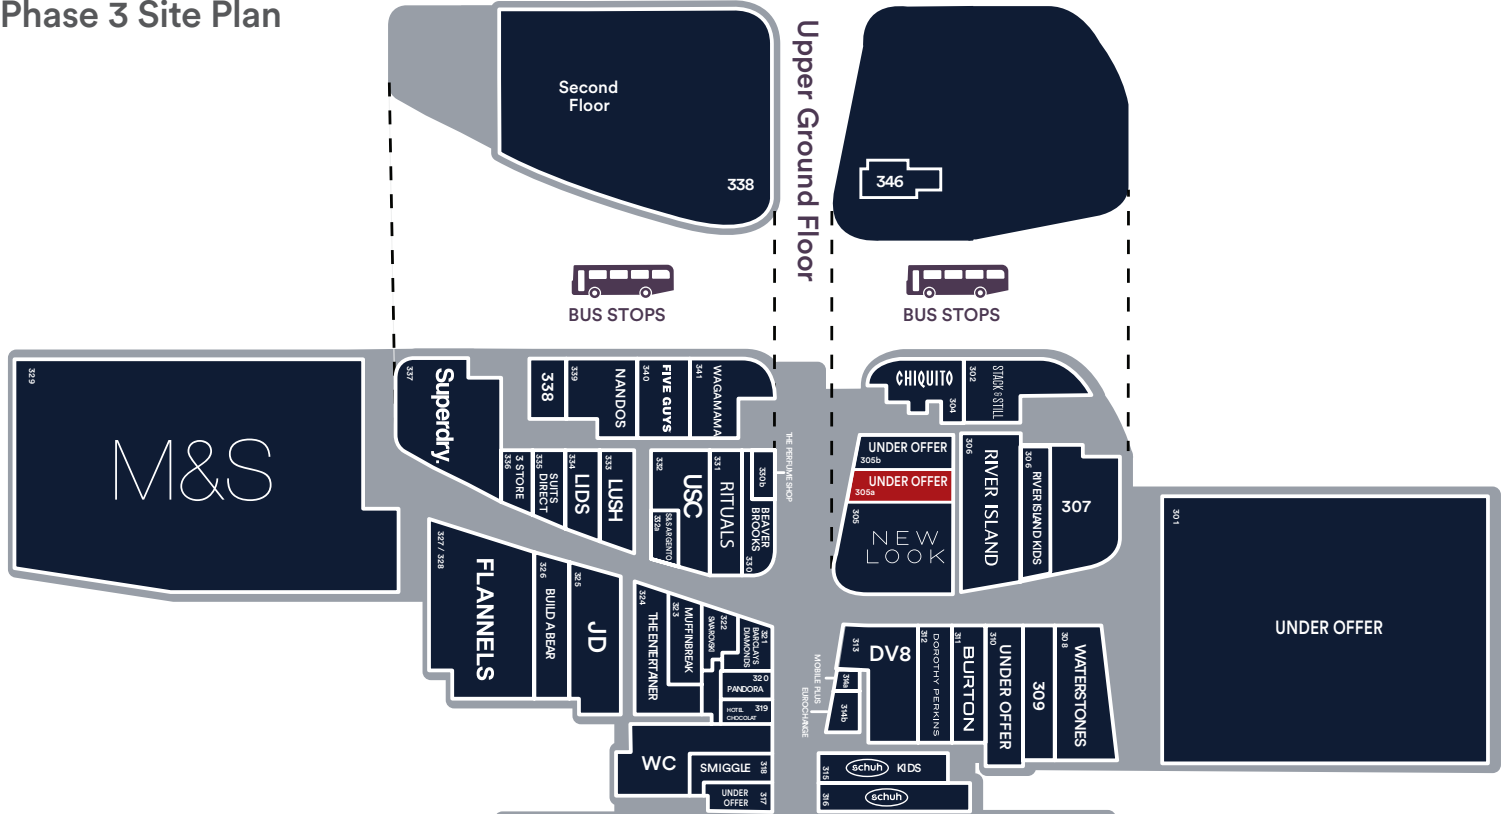 Phase 3 Site Plan
Second
Floor
338
Upper Ground Floor
346
BUS STOPS
BUS STOPS
329
M&S
337
Superdry.
338
339
NANDOS
340
FIVE GUYS
341
WAGAMAMA
CHIQUITO
304
302
STACK & STILL
336
3 STORE
335
SUITS
DIRECT
334
LIDS
333
LUSH
332
USC
332a
S&S ARGENTO
331
RITUALS
330b
THE PERFUME SHOP
BEAVER
BROOKS
330
UNDER OFFER
305b
UNDER OFFER
305a
305
NEW
LOOK
306
RIVER ISLAND
306
RIVER ISLAND KIDS
307
301
UNDER OFFER
327 / 328
FLANNELS
326
BUILD A BEAR
325
JD
324
THE ENTERTAINER
323
MUFFINBREAK
322
SWAROVSKI
321
BARCLAYS
DIAMONDS
320
PANDORA
319
HOTEL
CHOCOLAT
WC
SMIGGLE
318
UNDER
OFFER
317
313
DV8
314a
MOBILE PLUS
314b
EUROCHANGE
312
DOROTHY PERKINS
311
BURTON
310
UNDER OFFER
309
308
WATERSTONES
315
schuh KIDS
316
schuh